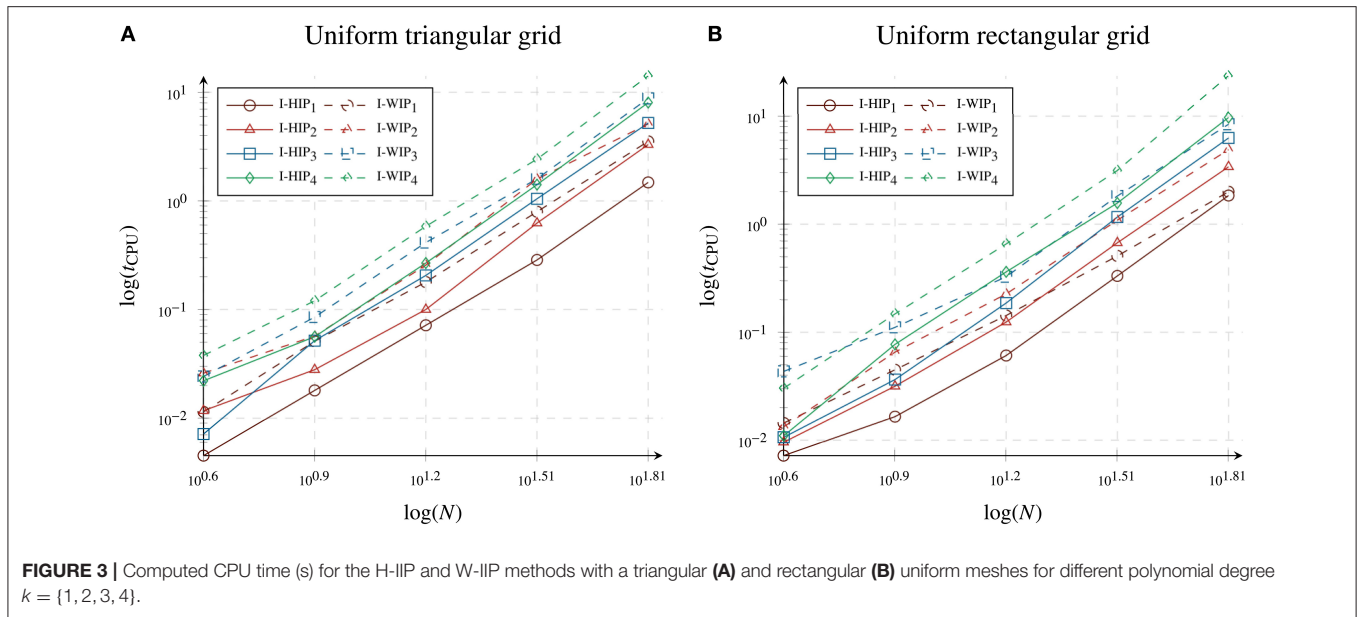 A
Uniform triangular grid
I-HIP1 I-WIP1
I-HIP2 I-WIP2
I-HIP3 I-WIP3
I-HIP4 I-WIP4
10^1
10^0
10^−1
10^−2
log(tCPU)
10^0.6 10^0.9 10^1.2 10^1.51 10^1.81
log(N)
B
Uniform rectangular grid
I-HIP1 I-WIP1
I-HIP2 I-WIP2
I-HIP3 I-WIP3
I-HIP4 I-WIP4
10^1
10^0
10^−1
10^−2
log(tCPU)
10^0.6 10^0.9 10^1.2 10^1.51 10^1.81
log(N)
FIGURE 3 | Computed CPU time (s) for the H-IIP and W-IIP methods with a triangular (A) and rectangular (B) uniform meshes for different polynomial degree
k = {1, 2, 3, 4}.